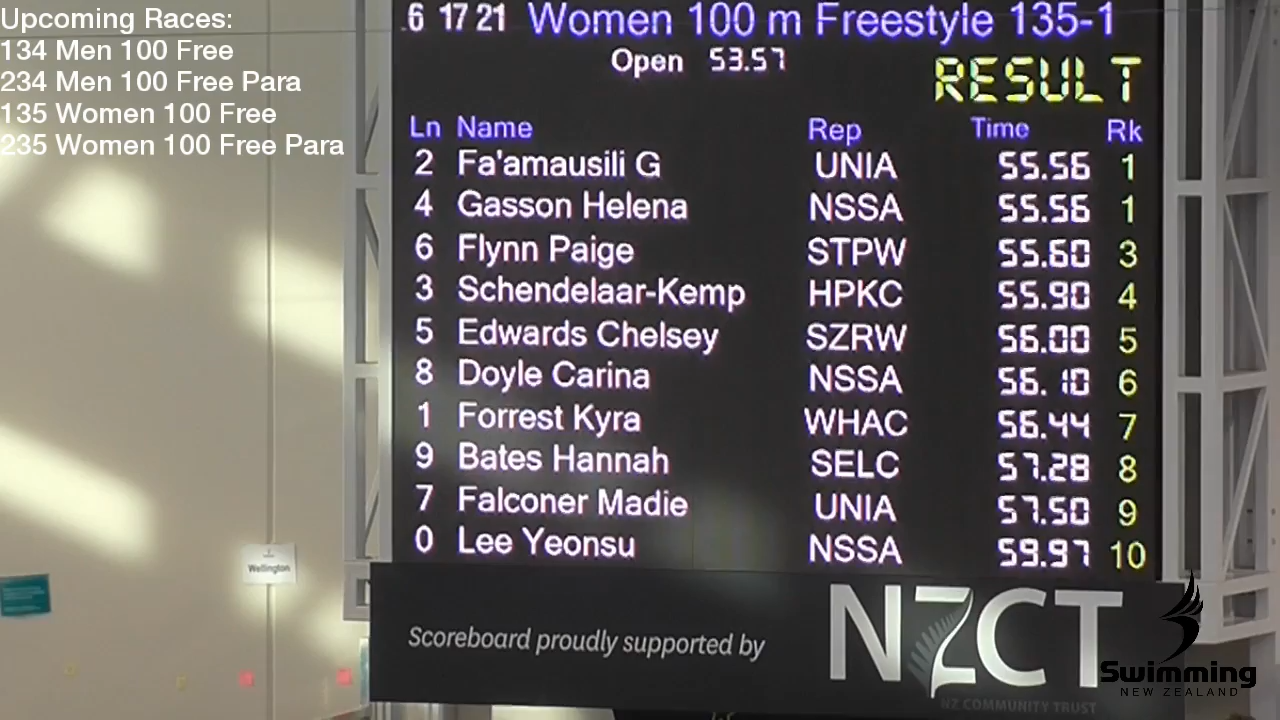 Upcoming Races:
134 Men 100 Free
234 Men 100 Free Para
135 Women 100 Free
235 Women 100 Free Para
.6 17 21 Women 100 m Freestyle 135-1
Open 53.57
RESULT
Ln Name Rep Time Rk
2 Fa'amausili G UNIA 55.56 1
4 Gasson Helena NSSA 55.56 1
6 Flynn Paige STPW 55.60 3
3 Schendelaar-Kemp HPKC 55.90 4
5 Edwards Chelsey SZRW 56.00 5
8 Doyle Carina NSSA 56.10 6
1 Forrest Kyra WHAC 56.44 7
9 Bates Hannah SELC 57.28 8
7 Falconer Madie UNIA 57.50 9
0 Lee Yeonsu NSSA 59.97 10
Wellington
Scoreboard proudly supported by
NZCT
NZ COMMUNITY TRUST
Swimming
NEW ZEALAND